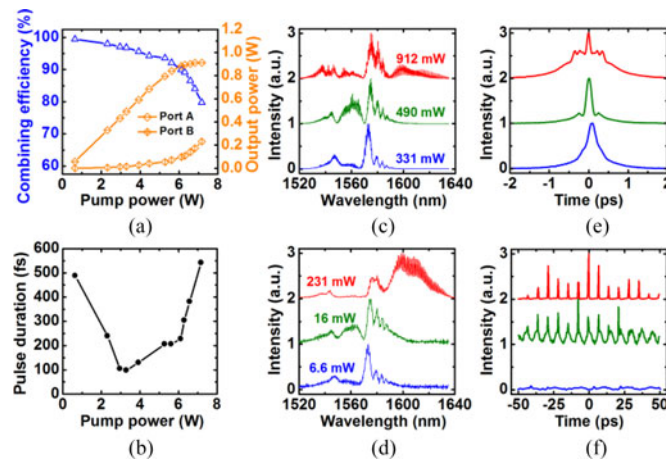 Combining efficiency (%)
100
90
80
70
60
Port A
Port B
1.2
1.0
0.8
0.6
0.4
0.2
0.0
Output power (W)
0 2 4 6 8
Pump power (W)
(a)
Intensity (a.u.)
3
2
1
0
912 mW
490 mW
331 mW
1520 1560 1600 1640
Wavelength (nm)
(c)
Intensity (a.u.)
3
2
1
0
-2 -1 0 1 2
Time (ps)
(e)
Pulse duration (fs)
600
500
400
300
200
100
0
0 2 4 6 8
Pump power (W)
(b)
Intensity (a.u.)
3
2
1
0
231 mW
16 mW
6.6 mW
1520 1560 1600 1640
Wavelength (nm)
(d)
Intensity (a.u.)
3
2
1
0
-50 -25 0 25 50
Time (ps)
(f)